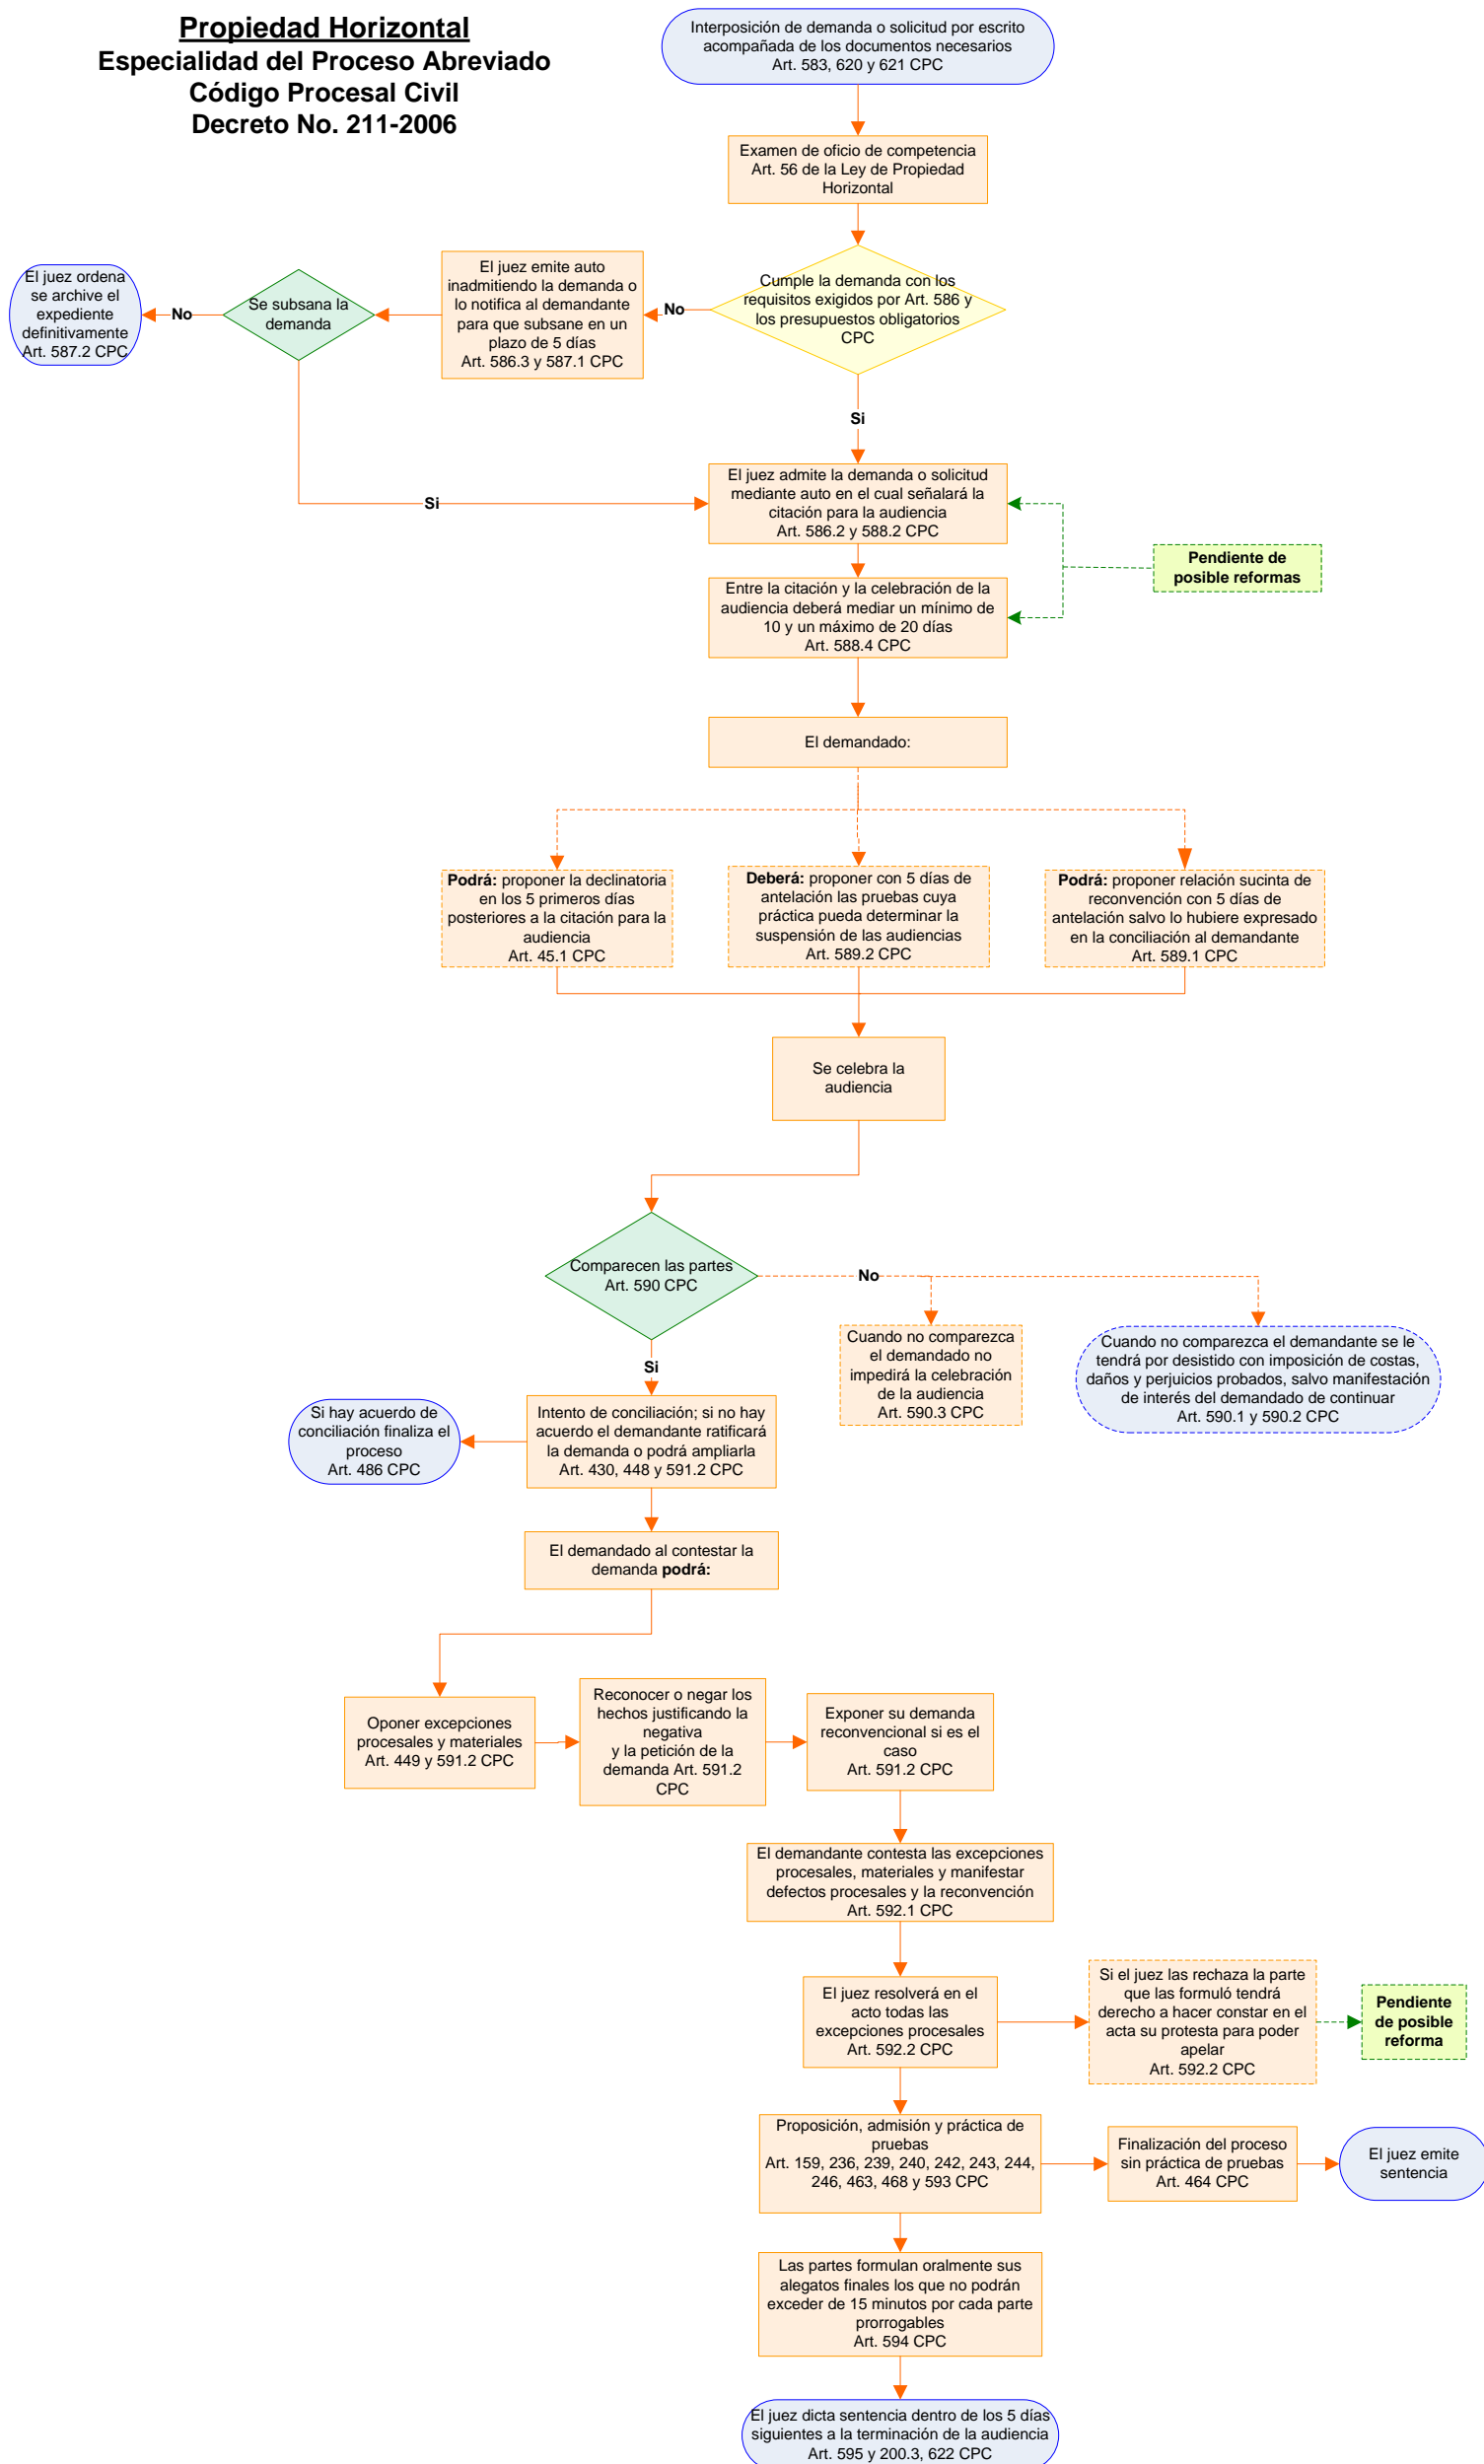 Propiedad Horizontal
Especialidad del Proceso Abreviado
Código Procesal Civil
Decreto No. 211-2006
Interposición de demanda o solicitud por escrito
acompañada de los documentos necesarios
Art. 583, 620 y 621 CPC
Examen de oficio de competencia
Art. 56 de la Ley de Propiedad
Horizontal
Cumple la demanda con los
requisitos exigidos por Art. 586 y
los presupuestos obligatorios
CPC
No
El juez emite auto
inadmitiendo la demanda o
lo notifica al demandante
para que subsane en un
plazo de 5 días
Art. 586.3 y 587.1 CPC
Se subsana la
demanda
No
El juez ordena
se archive el
expediente
definitivamente
Art. 587.2 CPC
Si
Si
El juez admite la demanda o solicitud
mediante auto en el cual señalará la
citación para la audiencia
Art. 586.2 y 588.2 CPC
Pendiente de
posible reformas
Entre la citación y la celebración de la
audiencia deberá mediar un mínimo de
10 y un máximo de 20 días
Art. 588.4 CPC
El demandado:
Podrá: proponer la declinatoria
en los 5 primeros días
posteriores a la citación para la
audiencia
Art. 45.1 CPC
Deberá: proponer con 5 días de
antelación las pruebas cuya
práctica pueda determinar la
suspensión de las audiencias
Art. 589.2 CPC
Podrá: proponer relación sucinta de
reconvención con 5 días de
antelación salvo lo hubiere expresado
en la conciliación al demandante
Art. 589.1 CPC
Se celebra la
audiencia
Comparecen las partes
Art. 590 CPC
No
Cuando no comparezca
el demandado no
impedirá la celebración
de la audiencia
Art. 590.3 CPC
Cuando no comparezca el demandante se le
tendrá por desistido con imposición de costas,
daños y perjuicios probados, salvo manifestación
de interés del demandado de continuar
Art. 590.1 y 590.2 CPC
Si
Intento de conciliación; si no hay
acuerdo el demandante ratificará
la demanda o podrá ampliarla
Art. 430, 448 y 591.2 CPC
Si hay acuerdo de
conciliación finaliza el
proceso
Art. 486 CPC
El demandado al contestar la
demanda podrá:
Oponer excepciones
procesales y materiales
Art. 449 y 591.2 CPC
Reconocer o negar los
hechos justificando la
negativa
y la petición de la
demanda Art. 591.2
CPC
Exponer su demanda
reconvencional si es el
caso
Art. 591.2 CPC
El demandante contesta las excepciones
procesales, materiales y manifestar
defectos procesales y la reconvención
Art. 592.1 CPC
El juez resolverá en el
acto todas las
excepciones procesales
Art. 592.2 CPC
Si el juez las rechaza la parte
que las formuló tendrá
derecho a hacer constar en el
acta su protesta para poder
apelar
Art. 592.2 CPC
Pendiente
de posible
reforma
Proposición, admisión y práctica de
pruebas
Art. 159, 236, 239, 240, 242, 243, 244,
246, 463, 468 y 593 CPC
Finalización del proceso
sin práctica de pruebas
Art. 464 CPC
El juez emite
sentencia
Las partes formulan oralmente sus
alegatos finales los que no podrán
exceder de 15 minutos por cada parte
prorrogables
Art. 594 CPC
El juez dicta sentencia dentro de los 5 días
siguientes a la terminación de la audiencia
Art. 595 y 200.3, 622 CPC